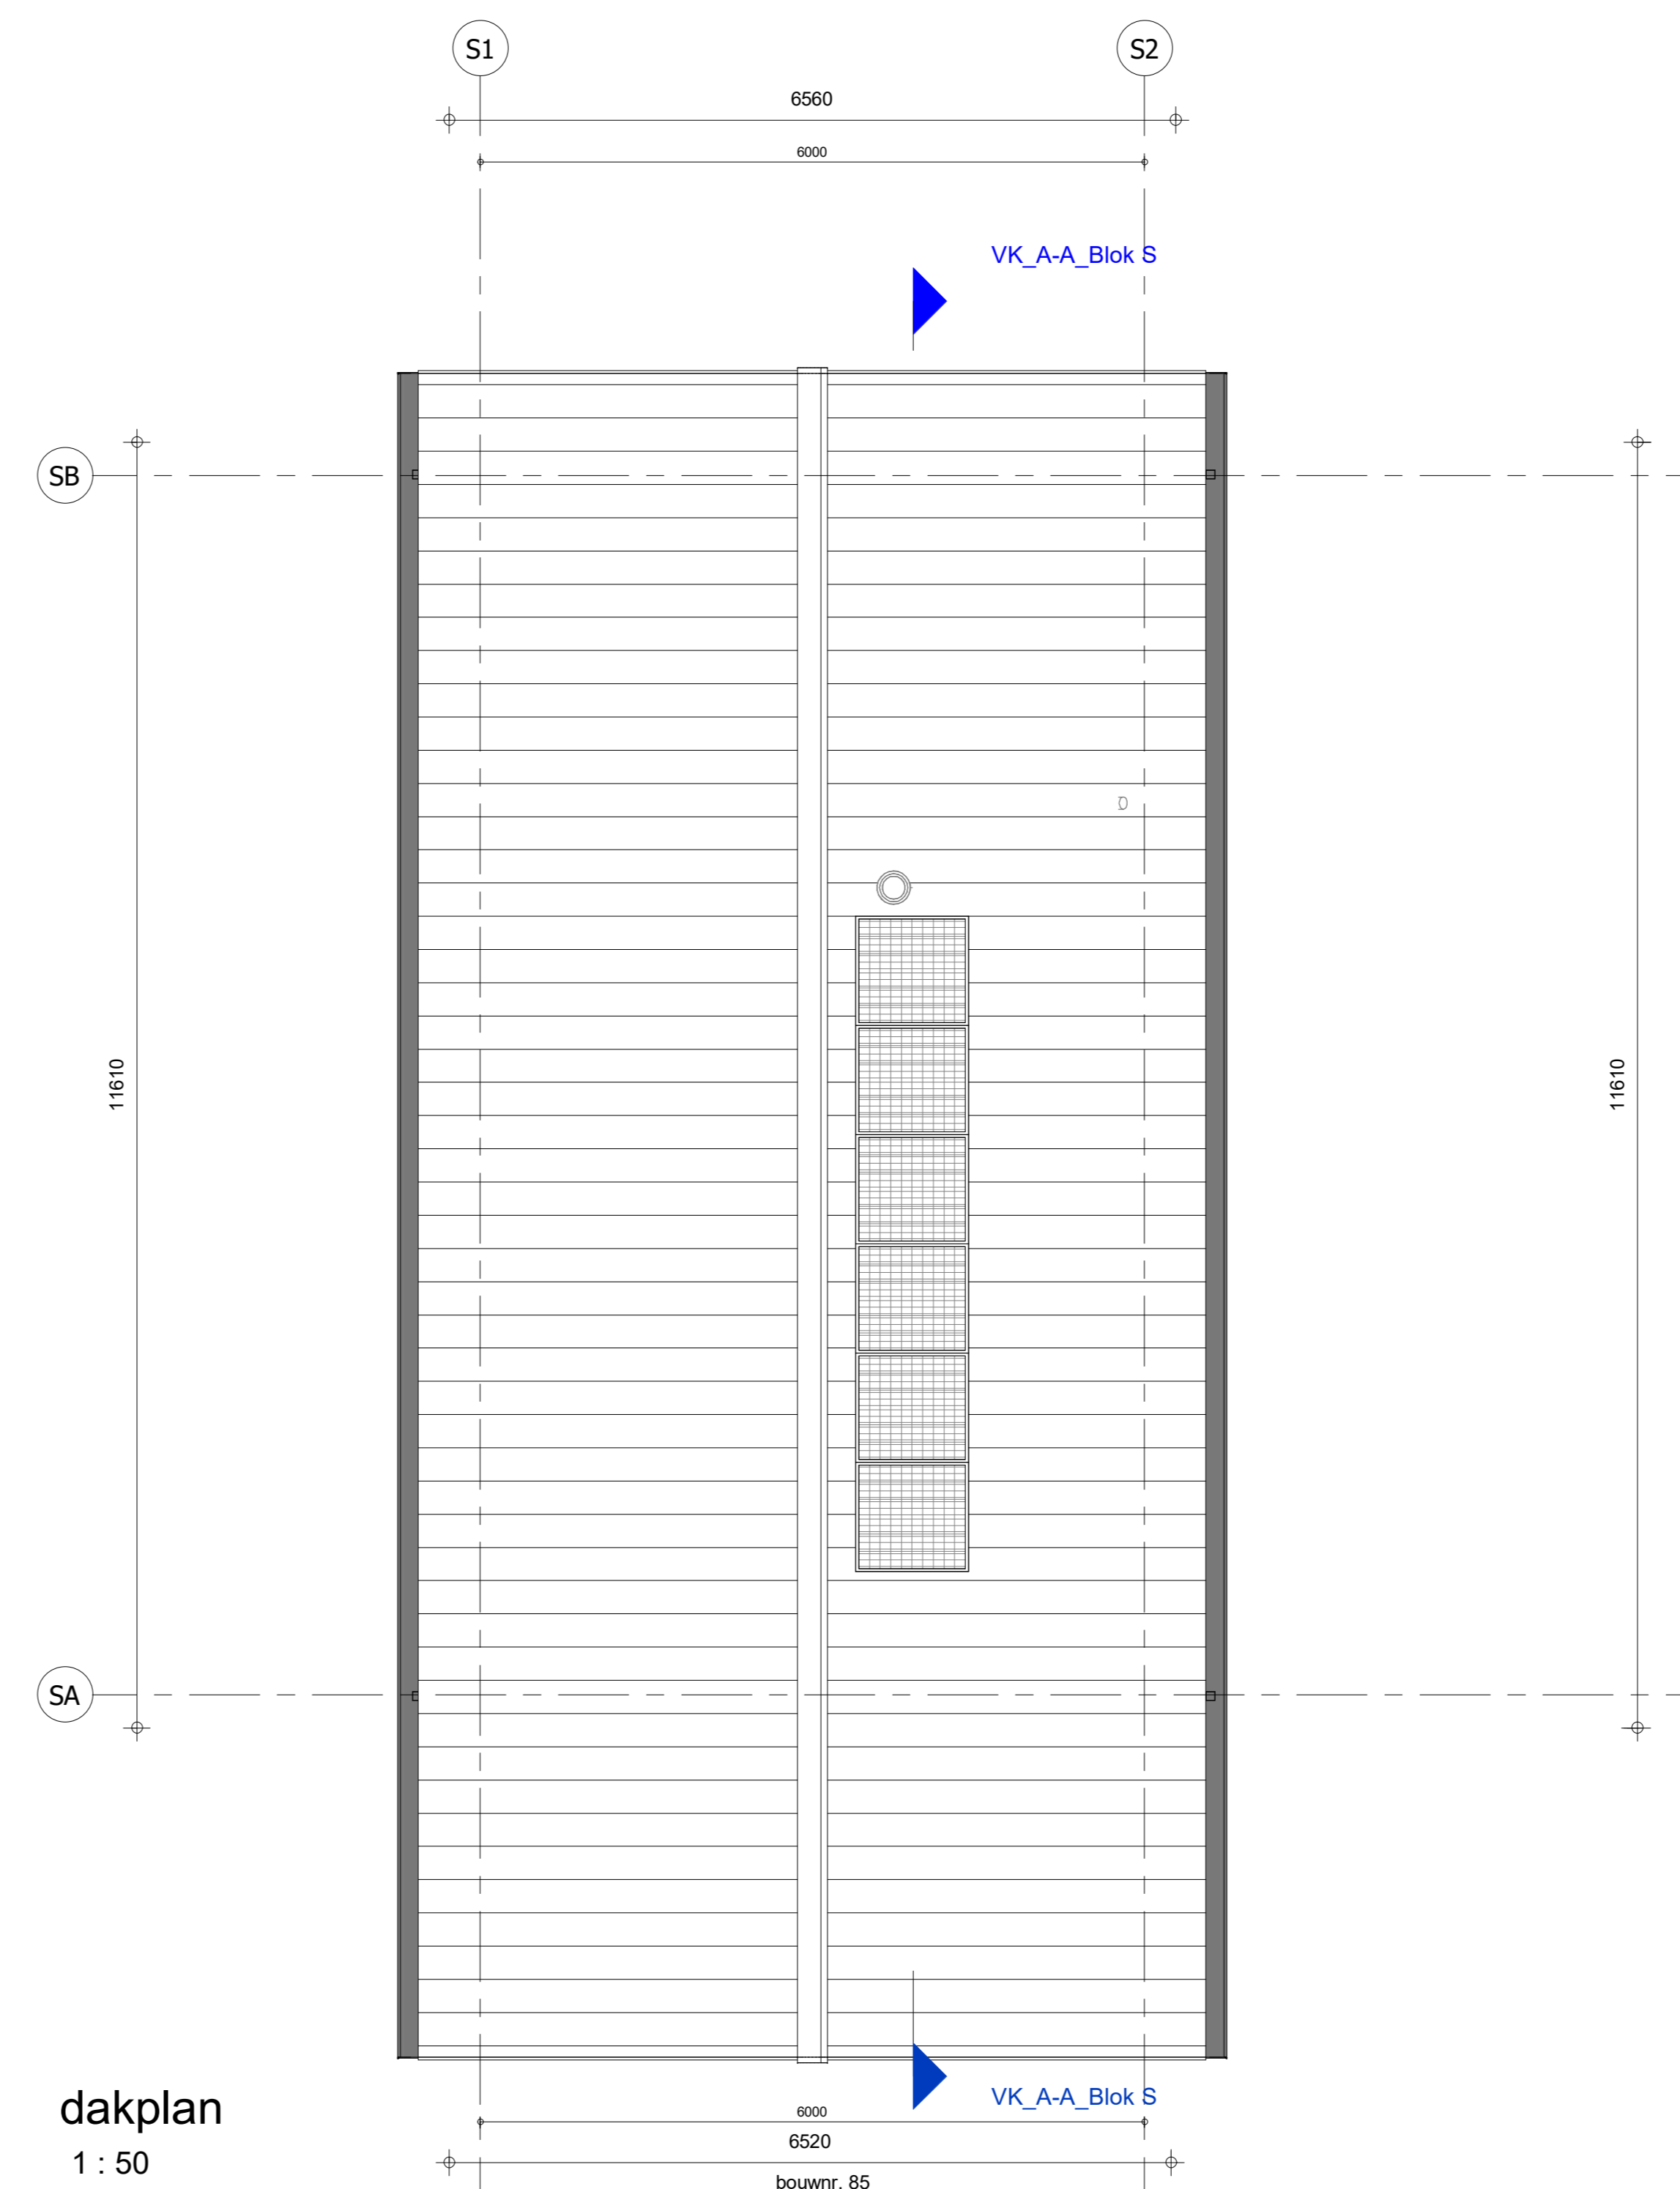 S1
S2
6560
6000
VK_A-A_Blok S
SB
11610
11610
SA
VK_A-A_Blok S
dakplan
1 : 50
6000
6520
bouwnr. 85